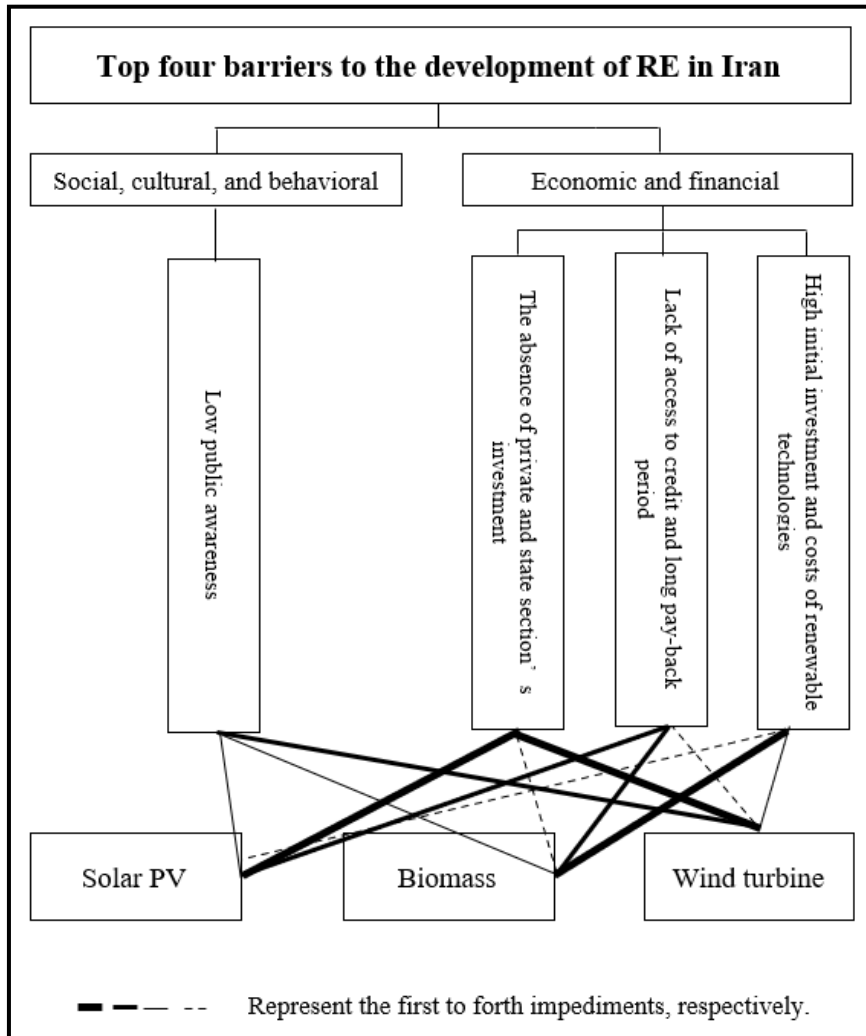 Top four barriers to the development of RE in Iran
Social, cultural, and behavioral
Economic and financial
Low public awareness
The absence of private and state section’ s
investment
Lack of access to credit and long pay-back
period
High initial investment and costs of renewable
technologies
Solar PV
Biomass
Wind turbine
Represent the first to forth impediments, respectively.